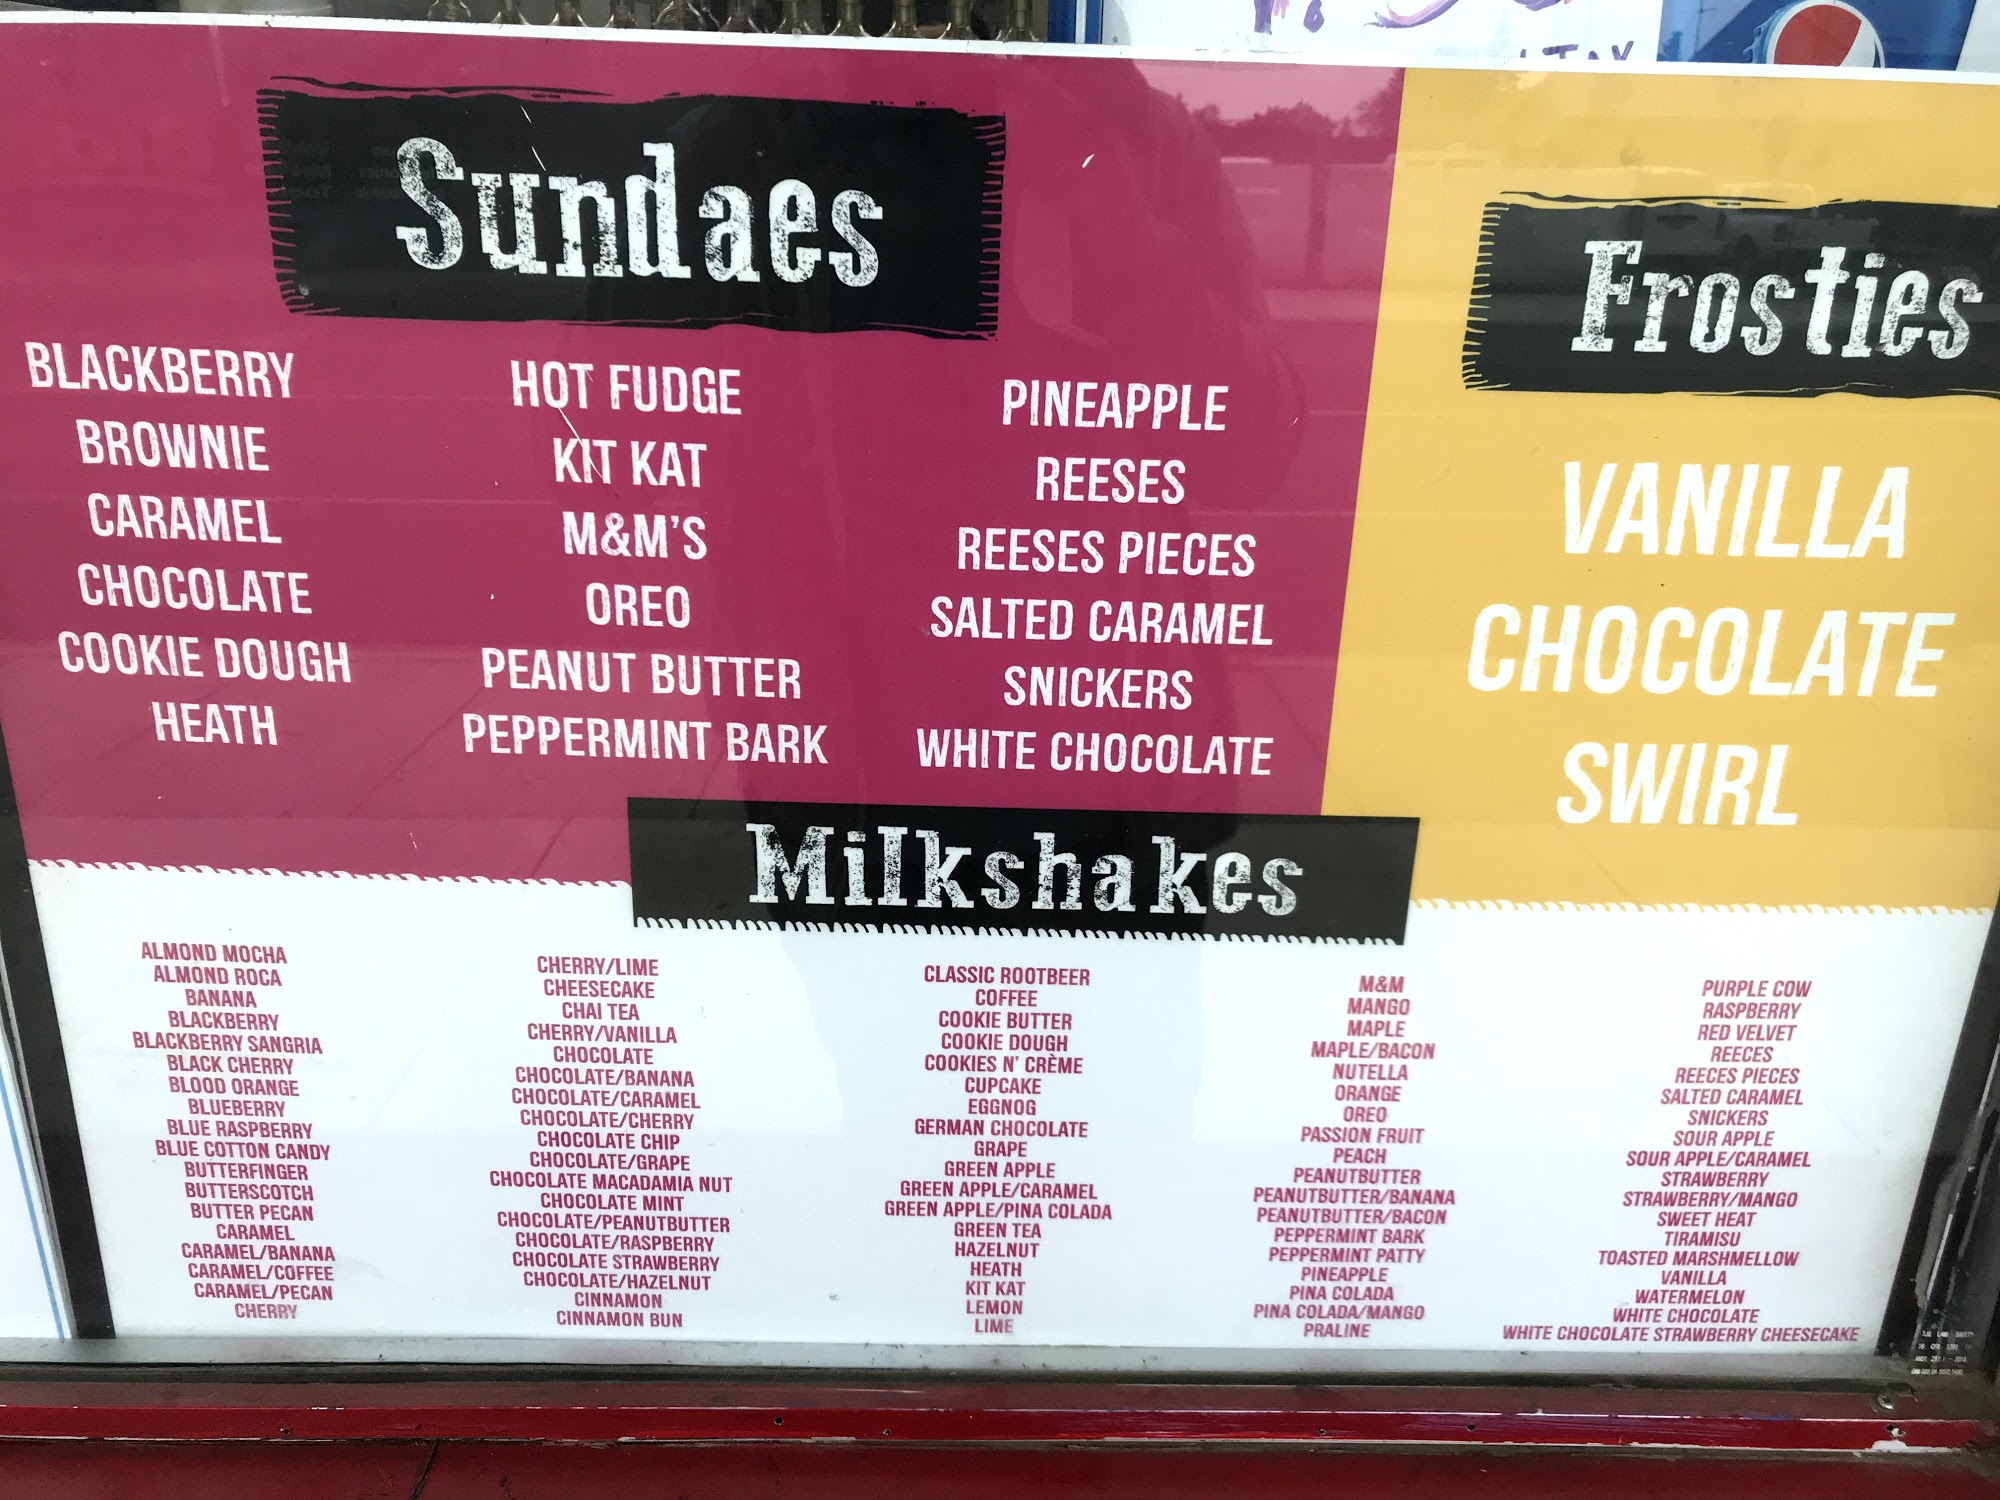 Sundaes
BLACKBERRY
BROWNIE
CARAMEL
CHOCOLATE
COOKIE DOUGH
HEATH
HOT FUDGE
KIT KAT
M&M'S
OREO
PEANUT BUTTER
PEPPERMINT BARK
PINEAPPLE
REESES
REESES PIECES
SALTED CARAMEL
SNICKERS
WHITE CHOCOLATE
Frosties
VANILLA
CHOCOLATE
SWIRL
Milkshakes
ALMOND MOCHA
ALMOND ROCA
BANANA
BLACKBERRY
BLACKBERRY SANGRIA
BLACK CHERRY
BLOOD ORANGE
BLUEBERRY
BLUE RASPBERRY
BLUE COTTON CANDY
BUTTERFINGER
BUTTERSCOTCH
BUTTER PECAN
CARAMEL
CARAMEL/BANANA
CARAMEL/COFFEE
CARAMEL/PECAN
CHERRY
CHERRY/LIME
CHEESECAKE
CHAI TEA
CHERRY/VANILLA
CHOCOLATE
CHOCOLATE/BANANA
CHOCOLATE/CARAMEL
CHOCOLATE/CHERRY
CHOCOLATE CHIP
CHOCOLATE/GRAPE
CHOCOLATE MACADAMIA NUT
CHOCOLATE MINT
CHOCOLATE/PEANUTBUTTER
CHOCOLATE/RASPBERRY
CHOCOLATE STRAWBERRY
CHOCOLATE/HAZELNUT
CINNAMON
CINNAMON BUN
CLASSIC ROOTBEER
COFFEE
COOKIE BUTTER
COOKIE DOUGH
COOKIES N' CRÈME
CUPCAKE
EGGNOG
GERMAN CHOCOLATE
GRAPE
GREEN APPLE
GREEN APPLE/CARAMEL
GREEN APPLE/PINA COLADA
GREEN TEA
HAZELNUT
HEATH
KIT KAT
LEMON
LIME
M&M
MANGO
MAPLE
MAPLE/BACON
NUTELLA
ORANGE
OREO
PASSION FRUIT
PEACH
PEANUTBUTTER
PEANUTBUTTER/BANANA
PEANUTBUTTER/BACON
PEPPERMINT BARK
PEPPERMINT PATTY
PINEAPPLE
PINA COLADA
PINA COLADA/MANGO
PRALINE
PURPLE COW
RASPBERRY
RED VELVET
REECES
REECES PIECES
SALTED CARAMEL
SNICKERS
SOUR APPLE
SOUR APPLE/CARAMEL
STRAWBERRY
STRAWBERRY/MANGO
SWEET HEAT
TIRAMISU
TOASTED MARSHMELLOW
VANILLA
WATERMELON
WHITE CHOCOLATE
WHITE CHOCOLATE STRAWBERRY CHEESECAKE